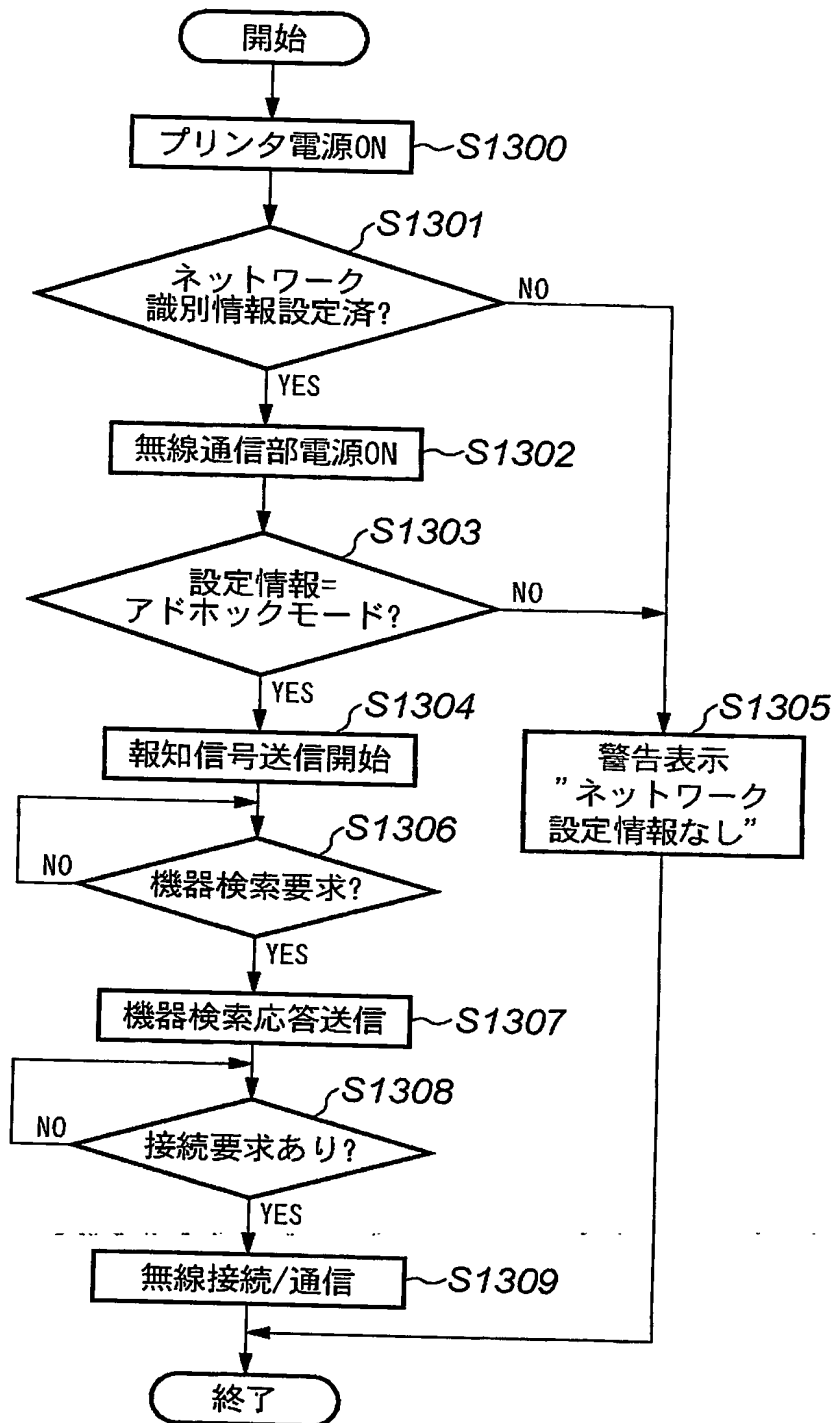 開始
プリンタ電源ON
S1300
S1301
ネットワーク
識別情報設定済?
NO
YES
無線通信部電源ON
S1302
S1303
設定情報=
アドホックモード?
NO
YES
S1304
報知信号送信開始
S1305
警告表示
"ネットワーク
設定情報なし"
S1306
NO
機器検索要求?
YES
機器検索応答送信
S1307
S1308
NO
接続要求あり?
YES
無線接続/通信
S1309
終了